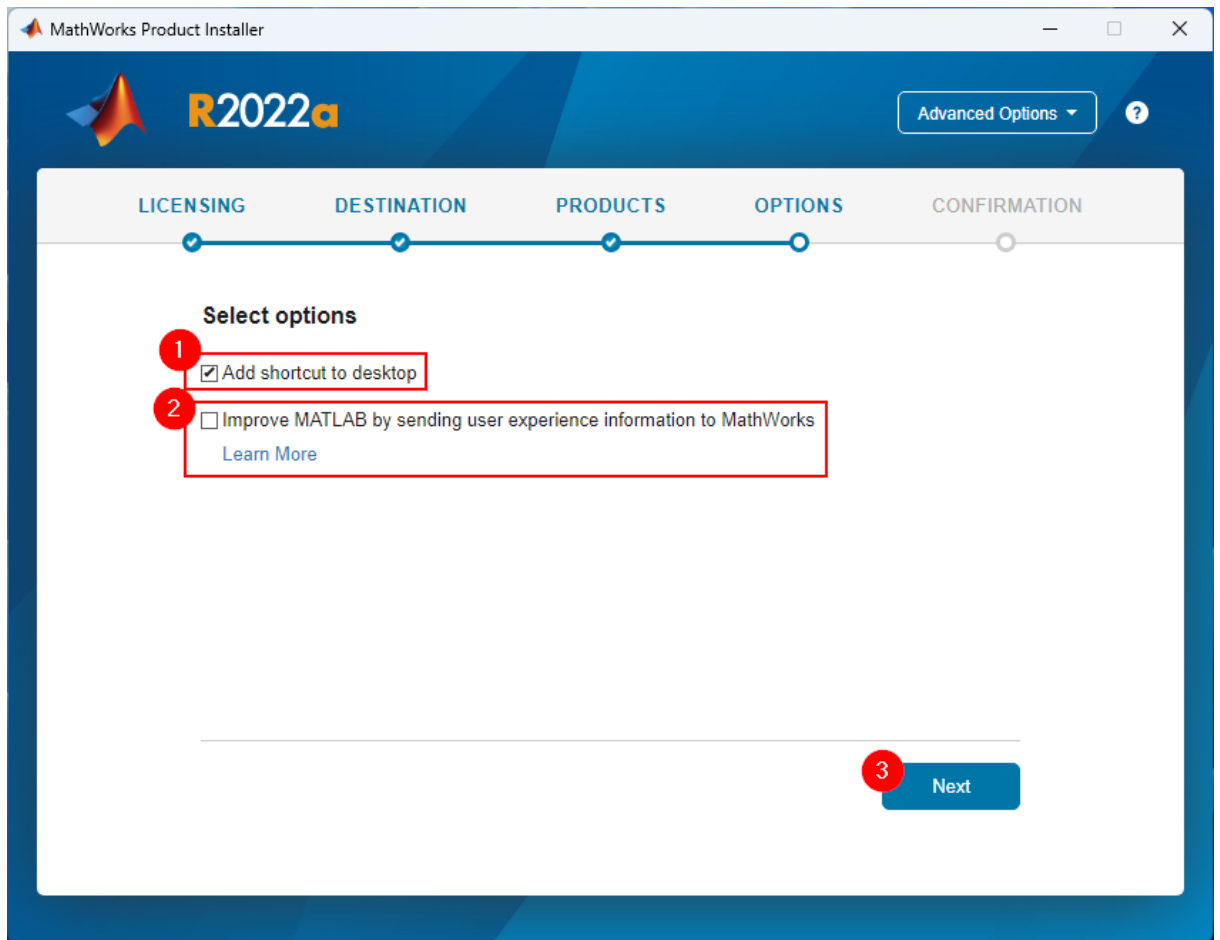 MathWorks Product Installer
R2022a
Advanced Options
?
LICENSING DESTINATION PRODUCTS OPTIONS CONFIRMATION
Select options
1
Add shortcut to desktop
2
Improve MATLAB by sending user experience information to MathWorks
Learn More
3
Next